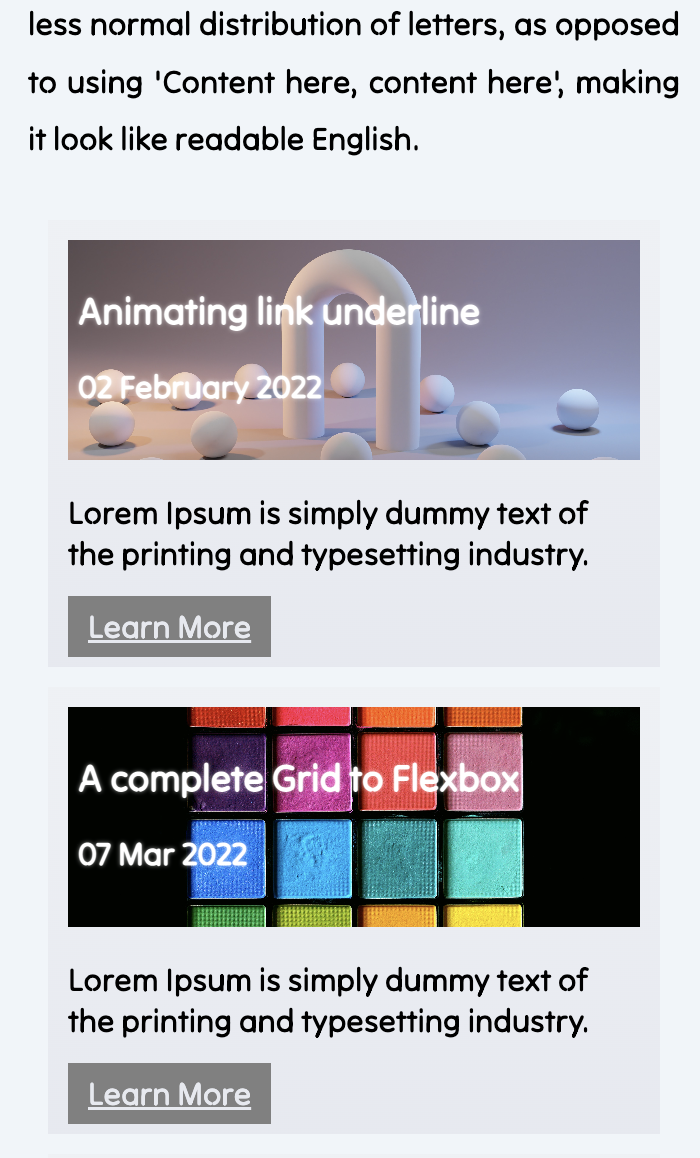 less normal distribution of letters, as opposed
to using 'Content here, content here', making
it look like readable English.
Animating link underline
02 February 2022
Lorem Ipsum is simply dummy text of
the printing and typesetting industry.
Learn More
A complete Grid to Flexbox
07 Mar 2022
Lorem Ipsum is simply dummy text of
the printing and typesetting industry.
Learn More